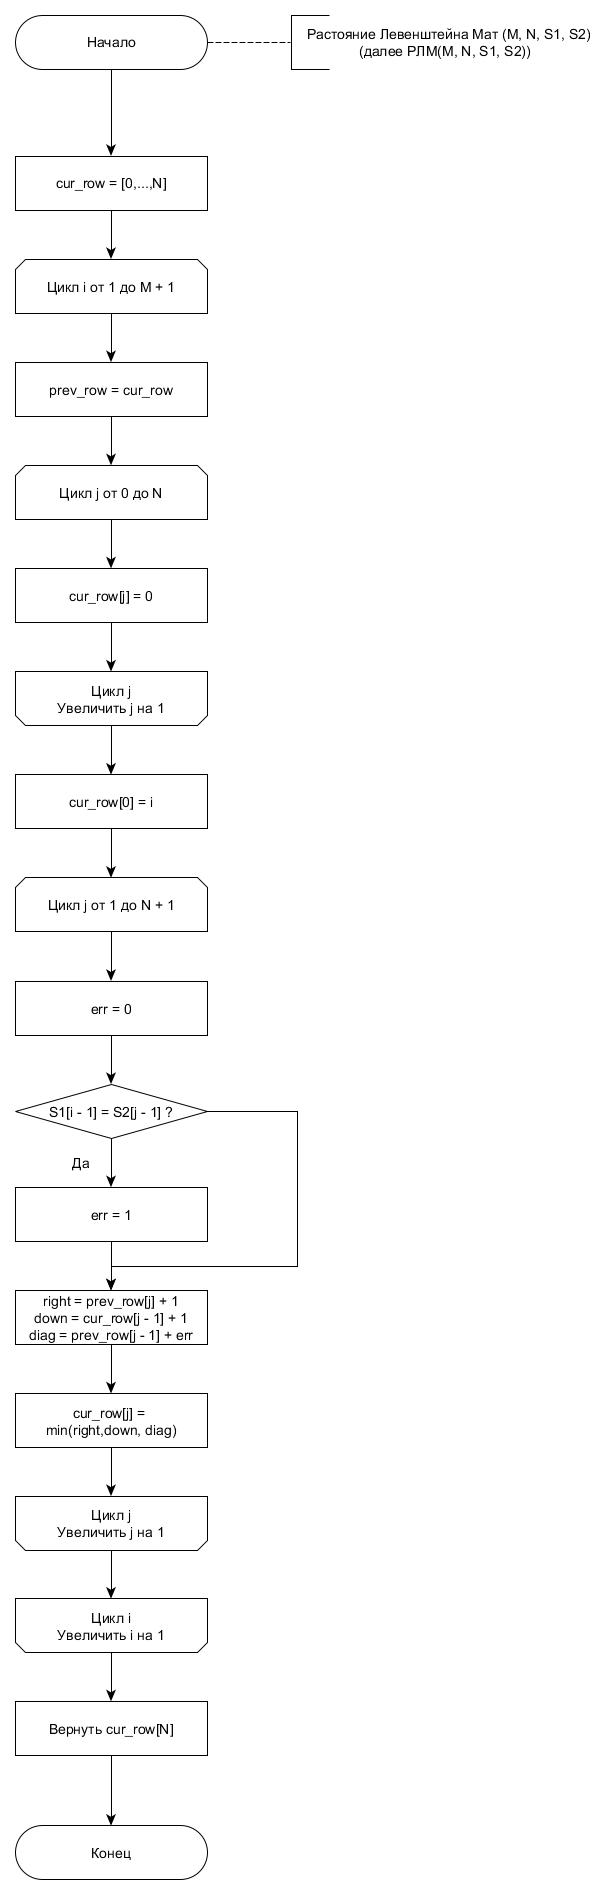 Начало
Растояние Левенштейна Мат (M, N, S1, S2)
(далее РЛМ(M, N, S1, S2))
cur_row = [0,...,N]
Цикл i от 1 до M + 1
prev_row = cur_row
Цикл j от 0 до N
cur_row[j] = 0
Цикл j
Увеличить j на 1
cur_row[0] = i
Цикл j от 1 до N + 1
err = 0
S1[i - 1] = S2[j - 1] ?
Да
err = 1
right = prev_row[j] + 1
down = cur_row[j - 1] + 1
diag = prev_row[j - 1] + err
cur_row[j] =
min(right,down, diag)
Цикл j
Увеличить j на 1
Цикл i
Увеличить i на 1
Вернуть cur_row[N]
Конец